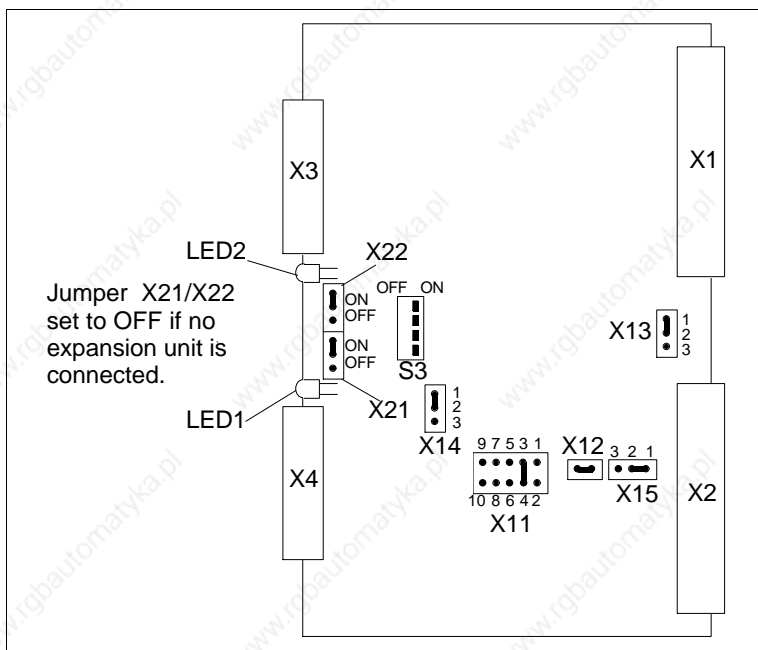 X3
X1
LED2
X22
OFF ON
Jumper X21/X22
set to OFF if no
expansion unit is
connected.
ON
OFF
ON
OFF
S3
X13
1
2
3
LED1
X21
X14
1
2
3
X4
9 7 5 3 1
10 8 6 4 2
X11
X12
3 2 1
X15
X2
www.rgbautomatyka.pl